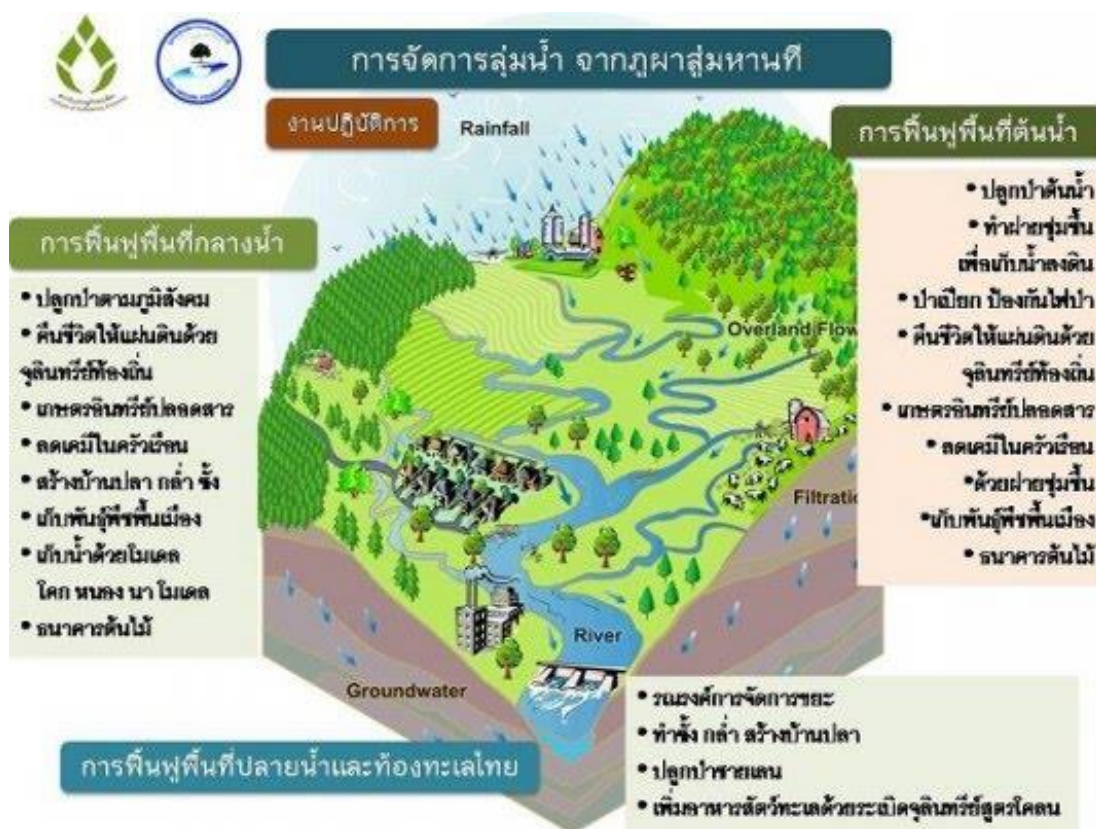 การจัดการลุ่มน้ำ จากภูผาสู่มหานที
งานปฏิบัติการ
Rainfall
การฟื้นฟูพื้นที่ต้นน้ำ
• ปลูกป่าต้นน้ำ
• ทำฝายชุ่มชื้น
เพื่อเก็บน้ำลงดิน
• ป่าเปียก ป้องกันไฟป่า
• คืนชีวิตให้แผ่นดินด้วย
จุลินทรีย์ท้องถิ่น
• เกษตรอินทรีย์ปลอดสาร
• ลดเคมีในครัวเรือน
•ด้วยฝายชุ่มชื้น
•เก็บพันธุ์พืชพื้นเมือง
• ธนาคารต้นไม้
การฟื้นฟูพื้นที่กลางน้ำ
• ปลูกป่าตามภูมิสังคม
• คืนชีวิตให้แผ่นดินด้วย
จุลินทรีย์ท้องถิ่น
• เกษตรอินทรีย์ปลอดสาร
• ลดเคมีในครัวเรือน
• สร้างบ้านปลา กล่ำ ซั้ง
• เก็บพันธุ์พืชพื้นเมือง
• เก็บน้ำด้วยโมเดล
โคก หนอง นา โมเดล
• ธนาคารต้นไม้
Overland Flow
Filtratio
River
Groundwater
การฟื้นฟูพื้นที่ปลายน้ำและท้องทะเลไทย
• รณรงค์การจัดการขยะ
• ทำซั้ง กล่ำ สร้างบ้านปลา
• ปลูกป่าชายเลน
• เพิ่มอาหารสัตว์ทะเลด้วยระเบิดจุลินทรีย์สูตรโคลน